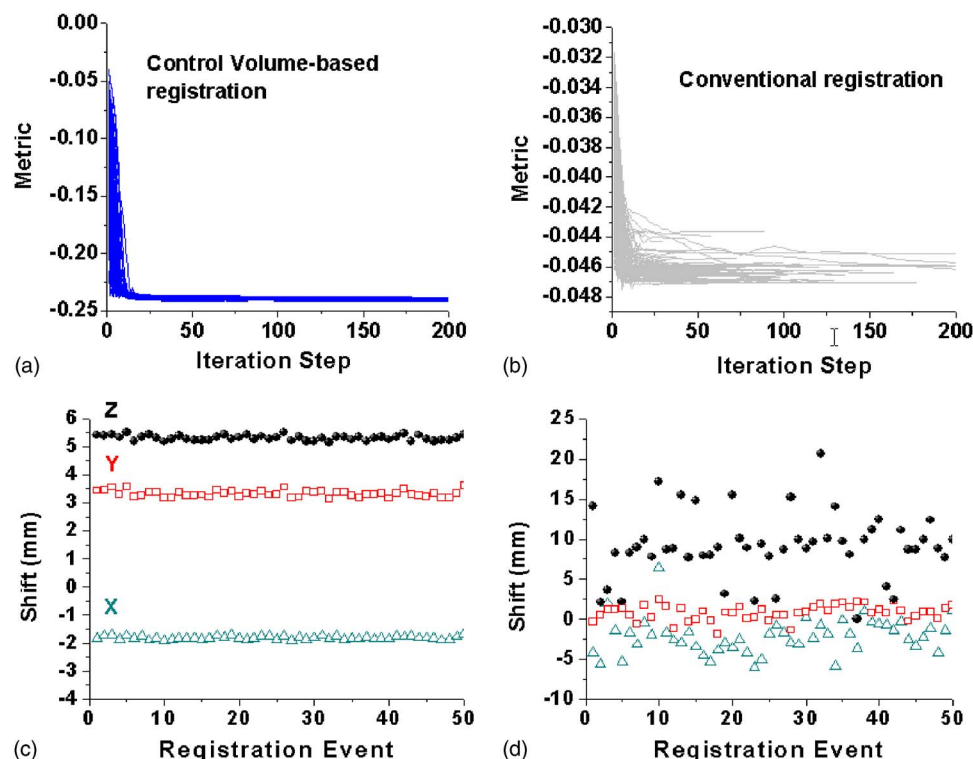 0.00
-0.05
-0.10
-0.15
-0.20
-0.25
Metric
Control Volume-based
registration
0 50 100 150 200
Iteration Step
(a)
-0.030
-0.032
-0.034
-0.036
-0.038
-0.040
-0.042
-0.044
-0.046
-0.048
Metric
Conventional registration
0 50 100 150 200
Iteration Step
(b)
6
5
4
3
2
1
0
-1
-2
-3
-4
Shift (mm)
Z
Y
X
0 10 20 30 40 50
Registration Event
(c)
25
20
15
10
5
0
-5
-10
Shift (mm)
0 10 20 30 40 50
Registration Event
(d)